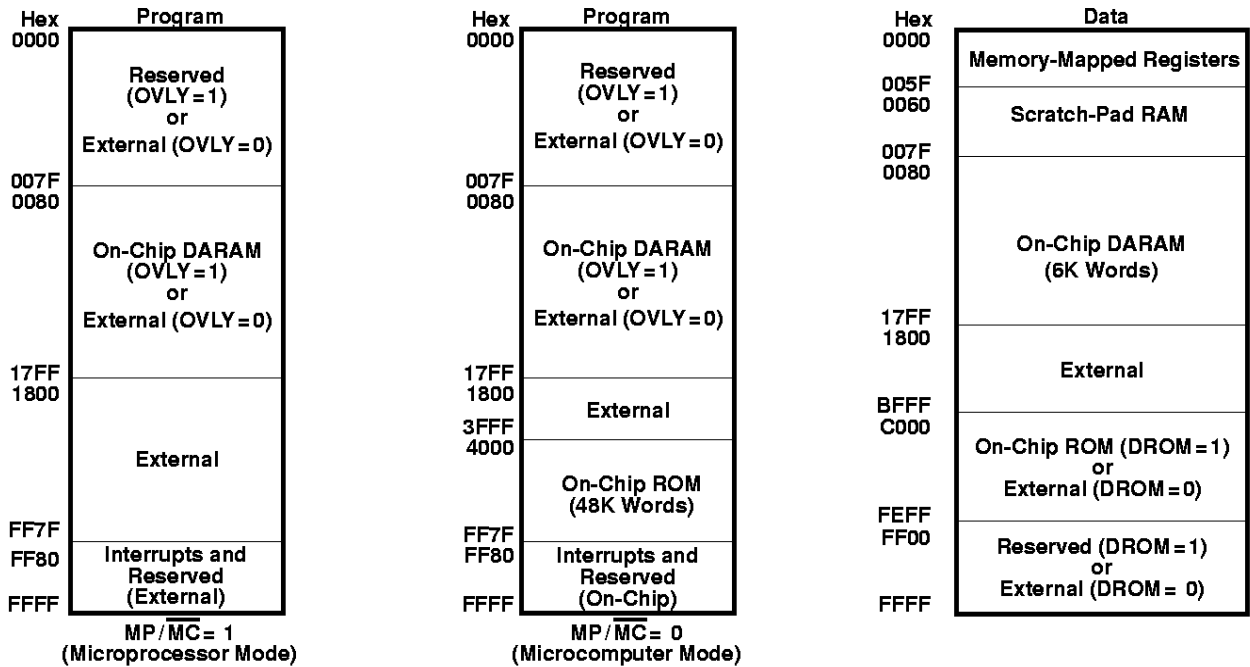 Hex Program
0000
Reserved
(OVLY=1)
or
External (OVLY=0)
007F
0080
On-Chip DARAM
(OVLY=1)
or
External (OVLY=0)
17FF
1800
External
FF7F
FF80
Interrupts and
Reserved
(External)
FFFF
MP/MC= 1
(Microprocessor Mode)
Hex Program
0000
Reserved
(OVLY=1)
or
External (OVLY=0)
007F
0080
On-Chip DARAM
(OVLY=1)
or
External (OVLY=0)
17FF
1800
External
3FFF
4000
On-Chip ROM
(48K Words)
FF7F
FF80
Interrupts and
Reserved
(On-Chip)
FFFF
MP/MC= 0
(Microcomputer Mode)
Hex Data
0000
Memory-Mapped Registers
005F
0060
Scratch-Pad RAM
007F
0080
On-Chip DARAM
(6K Words)
17FF
1800
External
BFFF
C000
On-Chip ROM (DROM=1)
or
External (DROM=0)
FEFF
FF00
Reserved (DROM=1)
or
External (DROM= 0)
FFFF